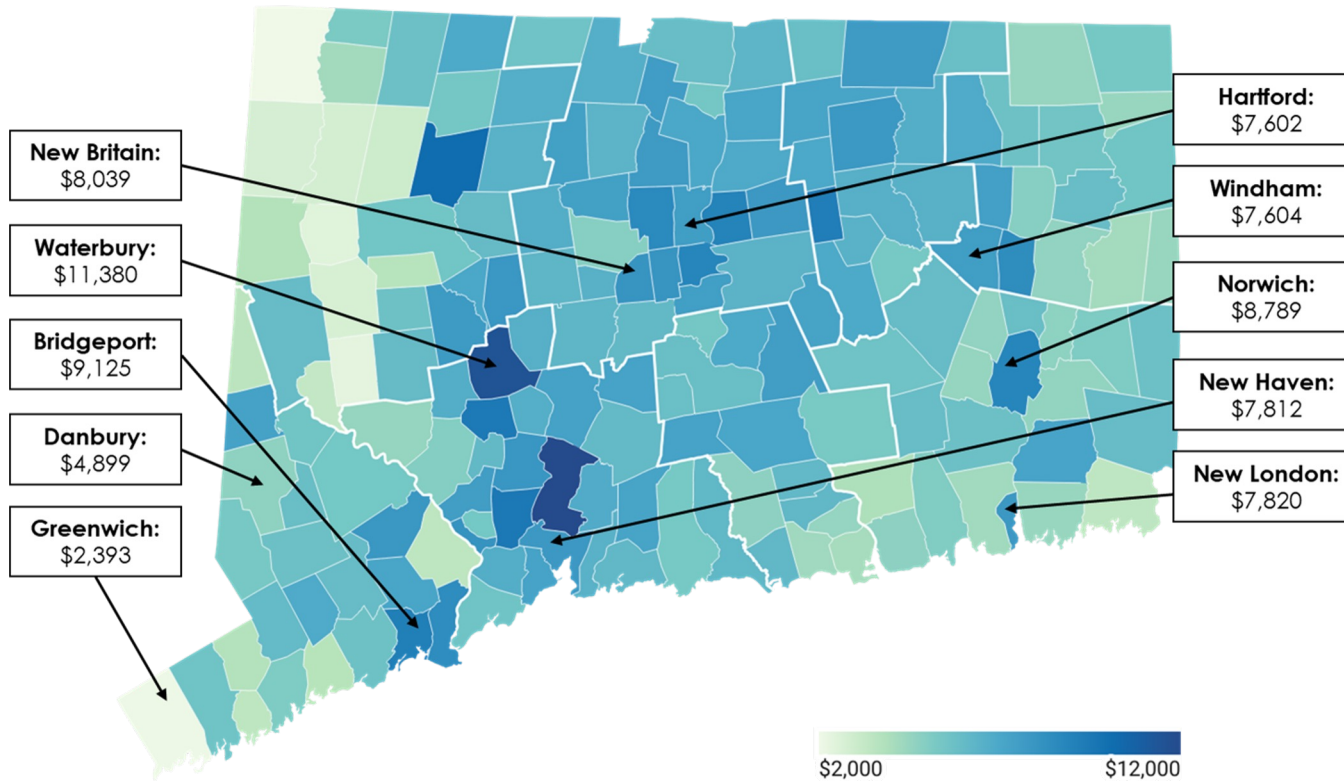 New Britain:
$8,039
Waterbury:
$11,380
Bridgeport:
$9,125
Danbury:
$4,899
Greenwich:
$2,393
Hartford:
$7,602
Windham:
$7,604
Norwich:
$8,789
New Haven:
$7,812
New London:
$7,820
$2,000 $12,000